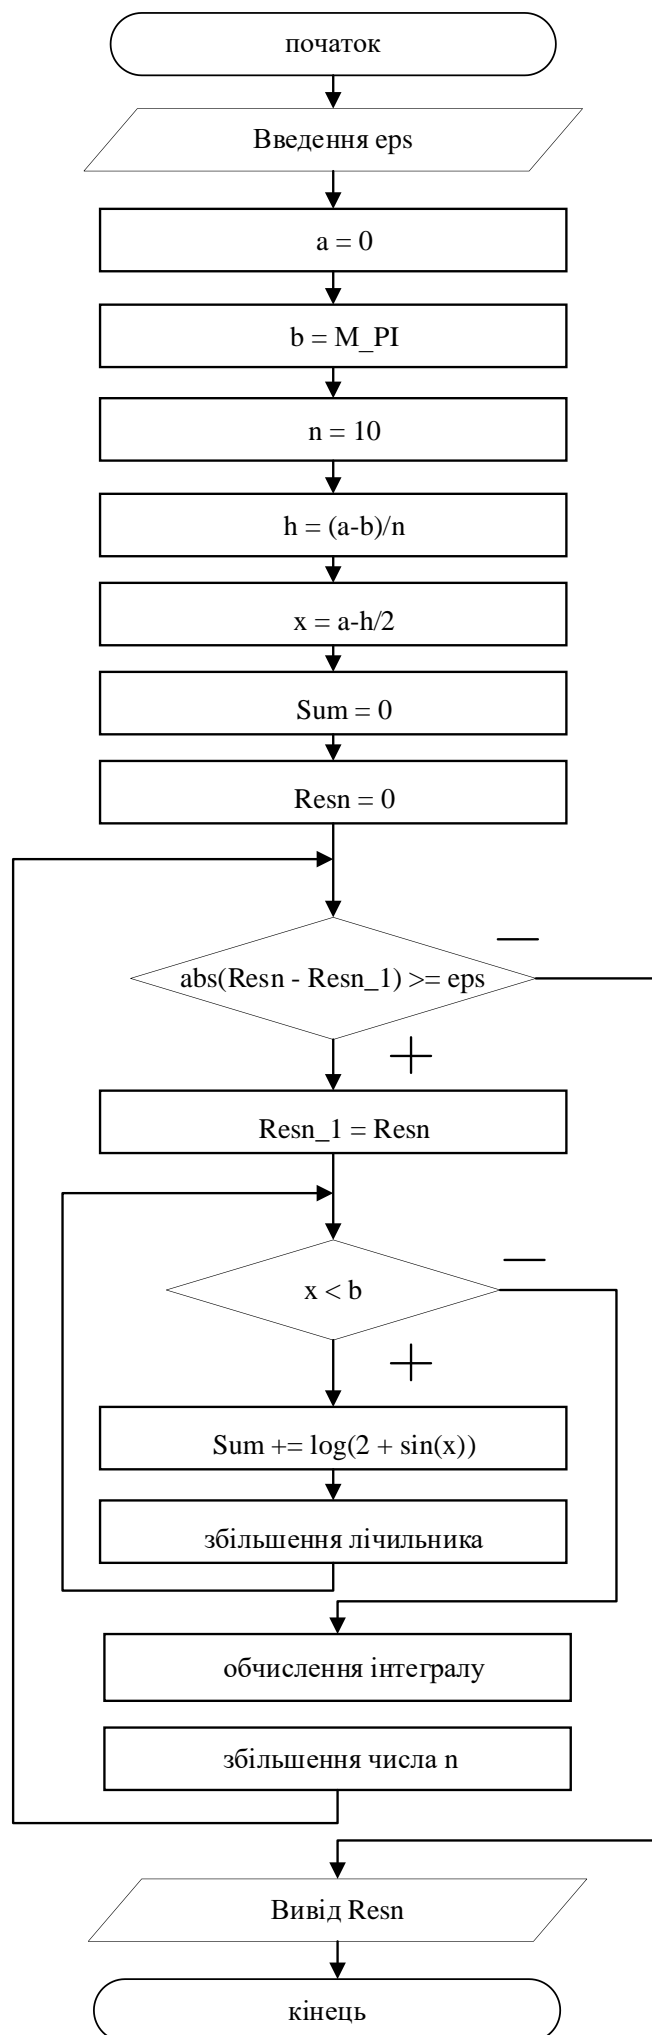 початок
Введення eps
a = 0
b = M_PI
n = 10
h = (a-b)/n
x = a-h/2
Sum = 0
Resn = 0
—
abs(Resn - Resn_1) >= eps
+
Resn_1 = Resn
—
x < b
+
Sum += log(2 + sin(x))
збільшення лічильника
обчислення інтегралу
збільшення числа n
Вивід Resn
кінець